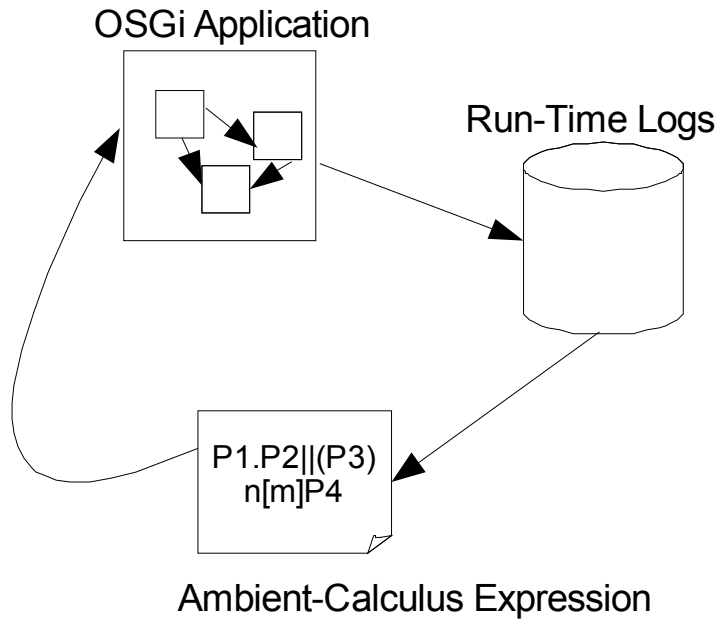 OSGi Application
Run-Time Logs
P1.P2||(P3)
n[m]P4
Ambient-Calculus Expression